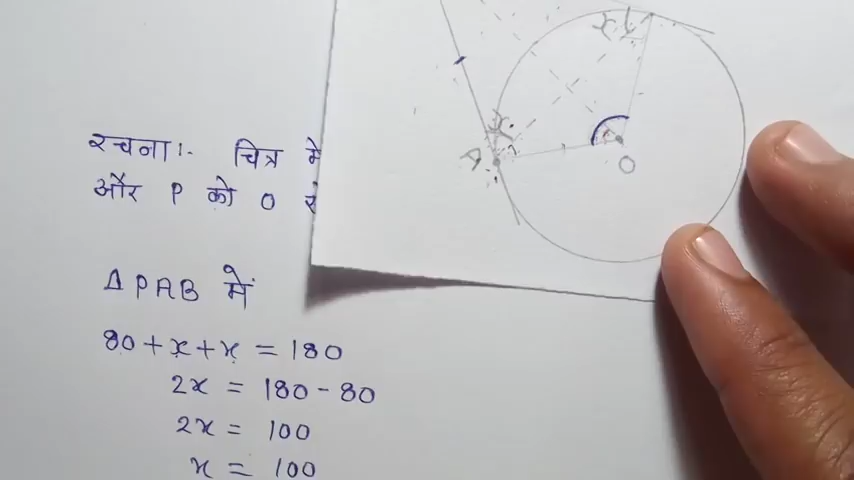 रचना:- चित्र में
और P को O से
Δ PAB में
80 + x + x = 180
2x = 180 - 80
2x = 100
x = 100
x
x
A
O